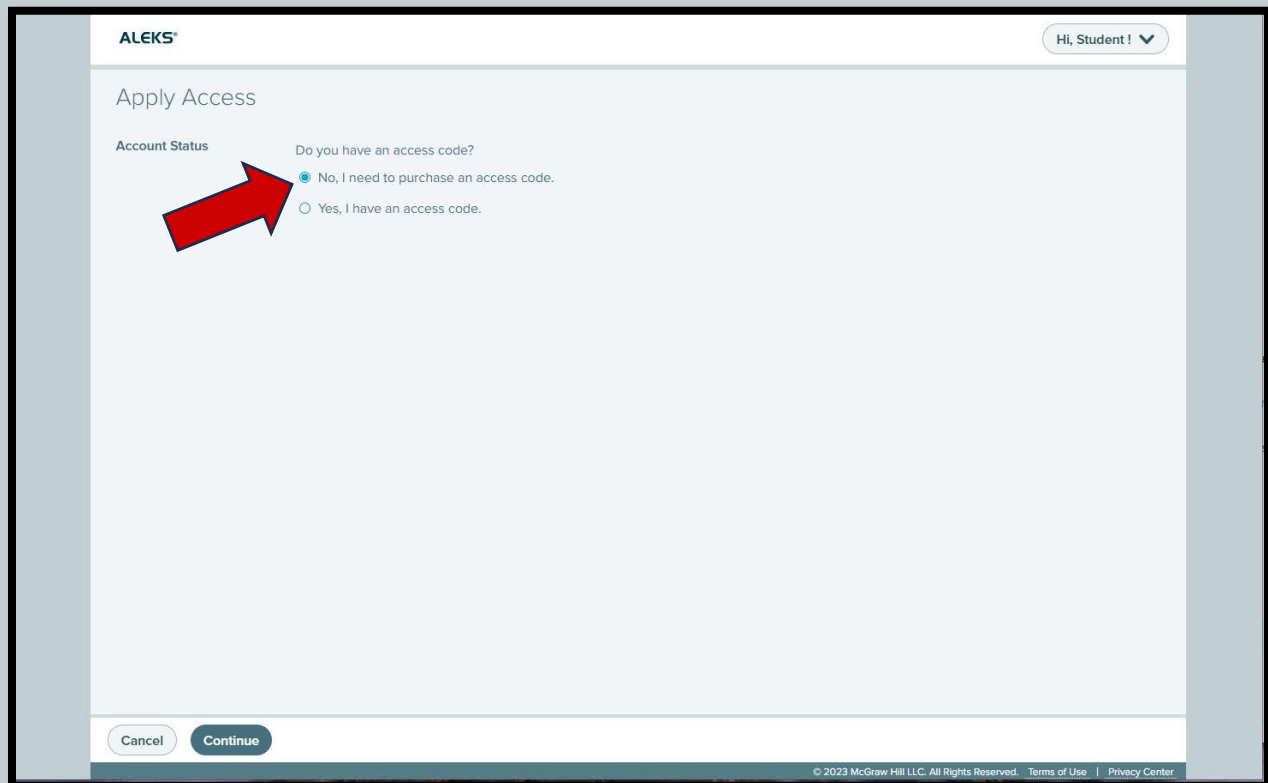 ALEKS®
Hi, Student !
Apply Access
Account Status
Do you have an access code?
No, I need to purchase an access code.
Yes, I have an access code.
Cancel
Continue
© 2023 McGraw Hill LLC. All Rights Reserved. Terms of Use | Privacy Center